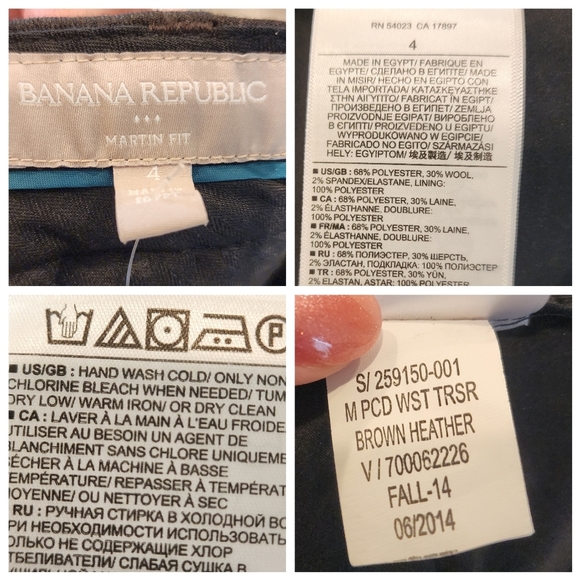 BANANA REPUBLIC
MARTIN FIT
4
RN 54023 CA 17897
4
MADE IN EGYPT/ FABRIQUE EN
EGYPTE/ СДЕЛАНО В ЕГИПТЕ/ MADE
IN MISIR/ HECHO EN EGIPTO CON
TELA IMPORTADA/ ΚΑΤΑΣΚΕΥΑΣΤΗΚΕ
ΣΤΗΝ ΑΙΓΥΠΤΟ/ FABRICAT ÎN EGIPT/
ПРОИЗВЕДЕНО В ЕГИПЕТ/ ZEMLJA
PROIZVODNJE EGIPAT/ ВИРОБЛЕНО
В ЄГИПТІ/ PROIZVEDENO U EGIPTU/
WYPRODUKOWANO W EGIPCIE/
FABRICADO NO EGITO/ SZÁRMAZÁSI
HELY: EGYIPTOM/ 埃及製造/ 埃及制造
■ US/GB: 68% POLYESTER, 30% WOOL,
2% SPANDEX/ELASTANE, LINING:
100% POLYESTER
■ CA : 68% POLYESTER, 30% LAINE,
2% ÉLASTHANNE, DOUBLURE:
100% POLYESTER
■ FR/MA : 68% POLYESTER, 30% LAINE,
2% ÉLASTHANNE, DOUBLURE:
100% POLYESTER
■ RU : 68% ПОЛИЭСТЕР, 30% ШЕРСТЬ,
2% ЭЛАСТАН, ПОДКЛАДКА: 100% ПОЛИЭСТЕР
■ TR : 68% POLYESTER, 30% YÜN,
2% ELASTAN, ASTAR: 100% POLYESTER
P
■ US/GB : HAND WASH COLD/ ONLY NON
CHLORINE BLEACH WHEN NEEDED/ TUM
DRY LOW/ WARM IRON/ OR DRY CLEAN
■ CA : LAVER À LA MAIN À L'EAU FROIDE
UTILISER AU BESOIN UN AGENT DE
BLANCHIMENT SANS CHLORE UNIQUEME
SÉCHER À LA MACHINE À BASSE
TEMPÉRATURE/ REPASSER À TEMPÉRAT
MOYENNE/ OU NETTOYER À SEC
■ RU : РУЧНАЯ СТИРКА В ХОЛОДНОЙ ВО
ПРИ НЕОБХОДИМОСТИ ИСПОЛЬЗОВАТЬ
ТОЛЬКО НЕ СОДЕРЖАЩЕЕ ХЛОР
ОТБЕЛИВАТЕЛИ/ СЛАБАЯ СУШКА В
S/ 259150-001
M PCD WST TRSR
BROWN HEATHER
V / 700062226
FALL-14
06/2014